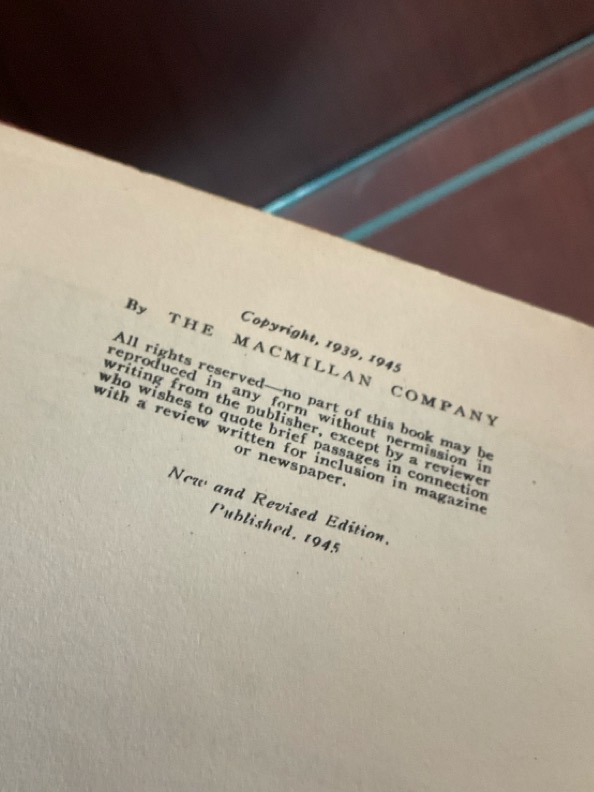 Copyright, 1939, 1945
By THE MACMILLAN COMPANY
All rights reserved—no part of this book may be
reproduced in any form without permission in
writing from the publisher, except by a reviewer
who wishes to quote brief passages in connection
with a review written for inclusion in magazine
or newspaper.
New and Revised Edition.
Published, 1945